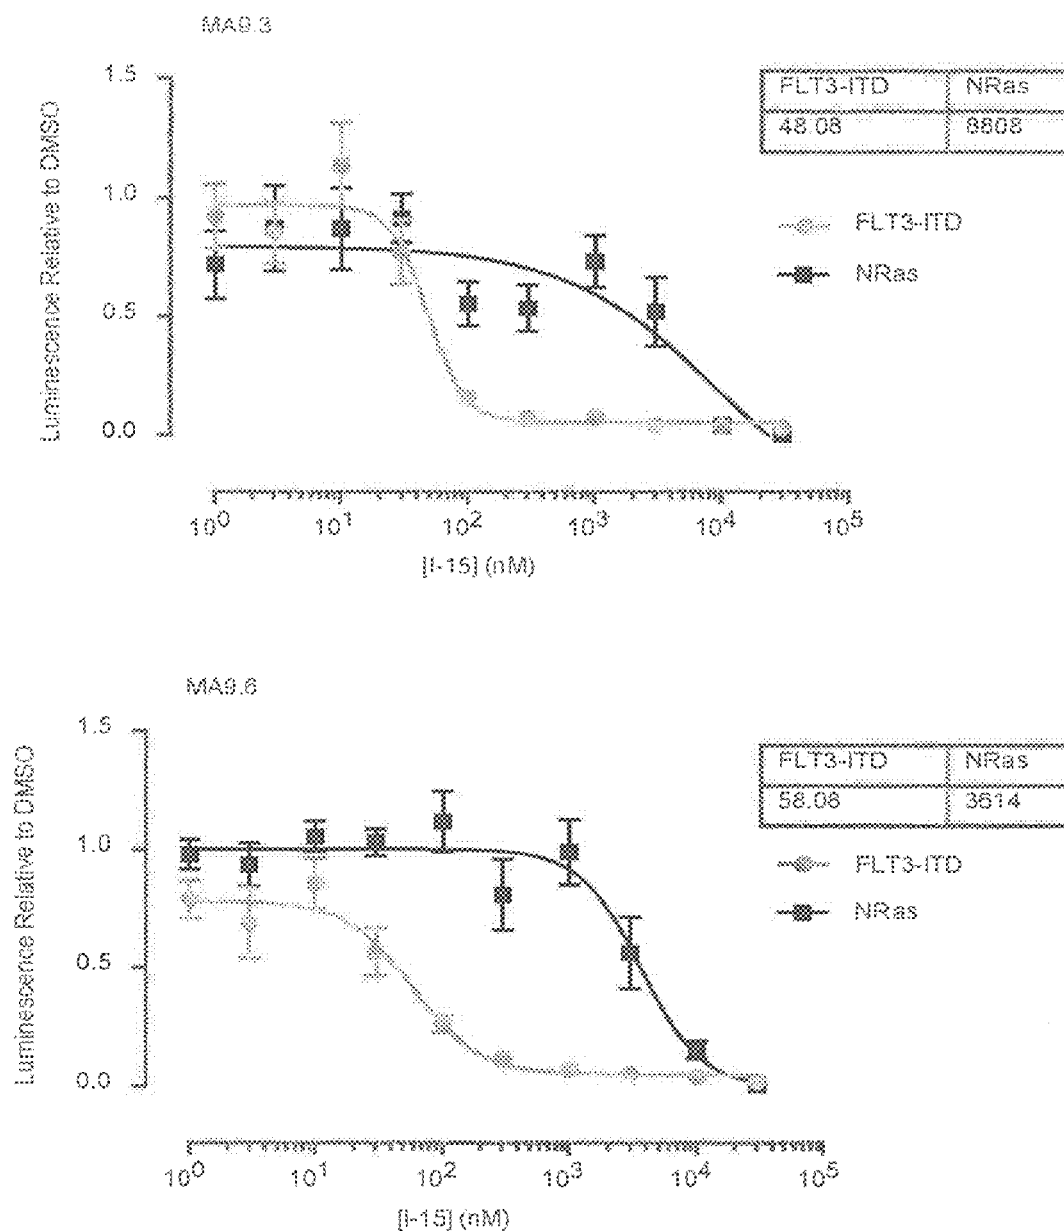 MA9.3
1.5
1.0
0.5
0.0
Luminescence Relative to DMSO
FLT3-ITD NRas
48.08
FLT3-ITD
NRas
10^0 10^1 10^2 10^3 10^4 10^5
[I-15] (nM)
MA9.6
1.5
1.0
0.5
0.0
Luminescence Relative to DMSO
FLT3-ITD NRas
58.08 3614
FLT3-ITD
NRas
10^0 10^1 10^2 10^3 10^4 10^5
[I-15] (nM)